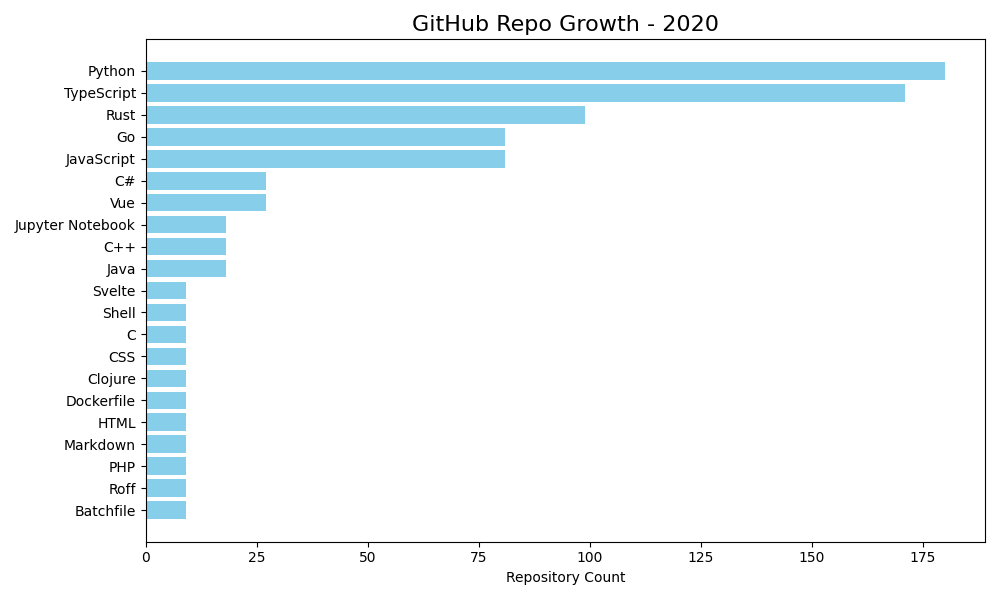 GitHub Repo Growth - 2020
Python
TypeScript
Rust
Go
JavaScript
C#
Vue
Jupyter Notebook
C++
Java
Svelte
Shell
C
CSS
Clojure
Dockerfile
HTML
Markdown
PHP
Roff
Batchfile
0 25 50 75 100 125 150 175
Repository Count